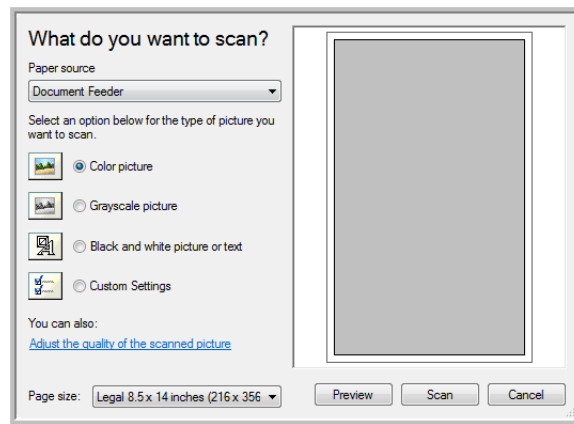 What do you want to scan?
Paper source
Document Feeder
Select an option below for the type of picture you
want to scan.
Color picture
Grayscale picture
Black and white picture or text
Custom Settings
You can also:
Adjust the quality of the scanned picture
Page size: Legal 8.5 x 14 inches (216 x 356 Preview Scan Cancel